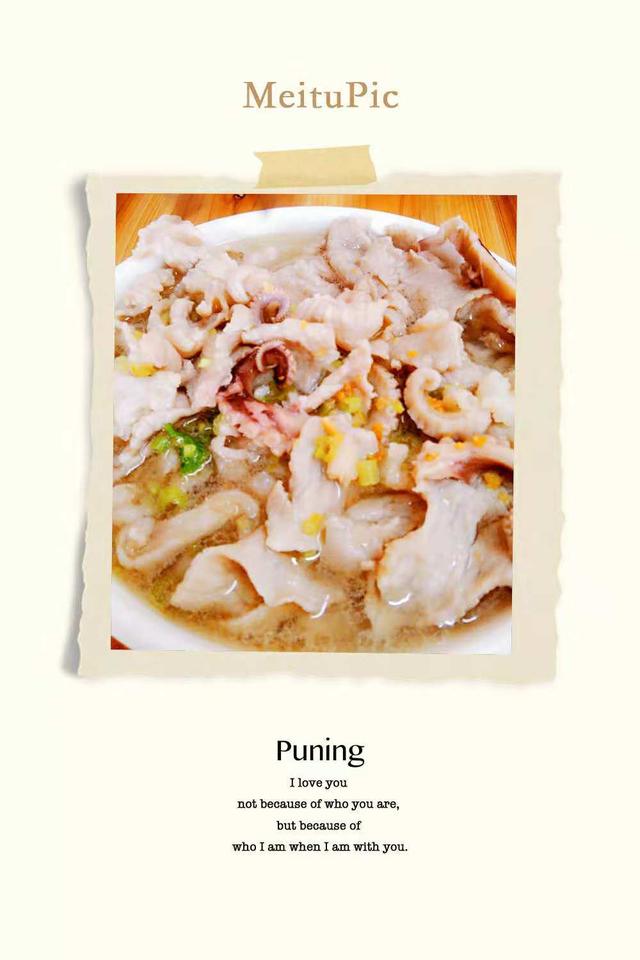 MeituPic
Puning
I love you
not because of who you are,
but because of
who I am when I am with you.